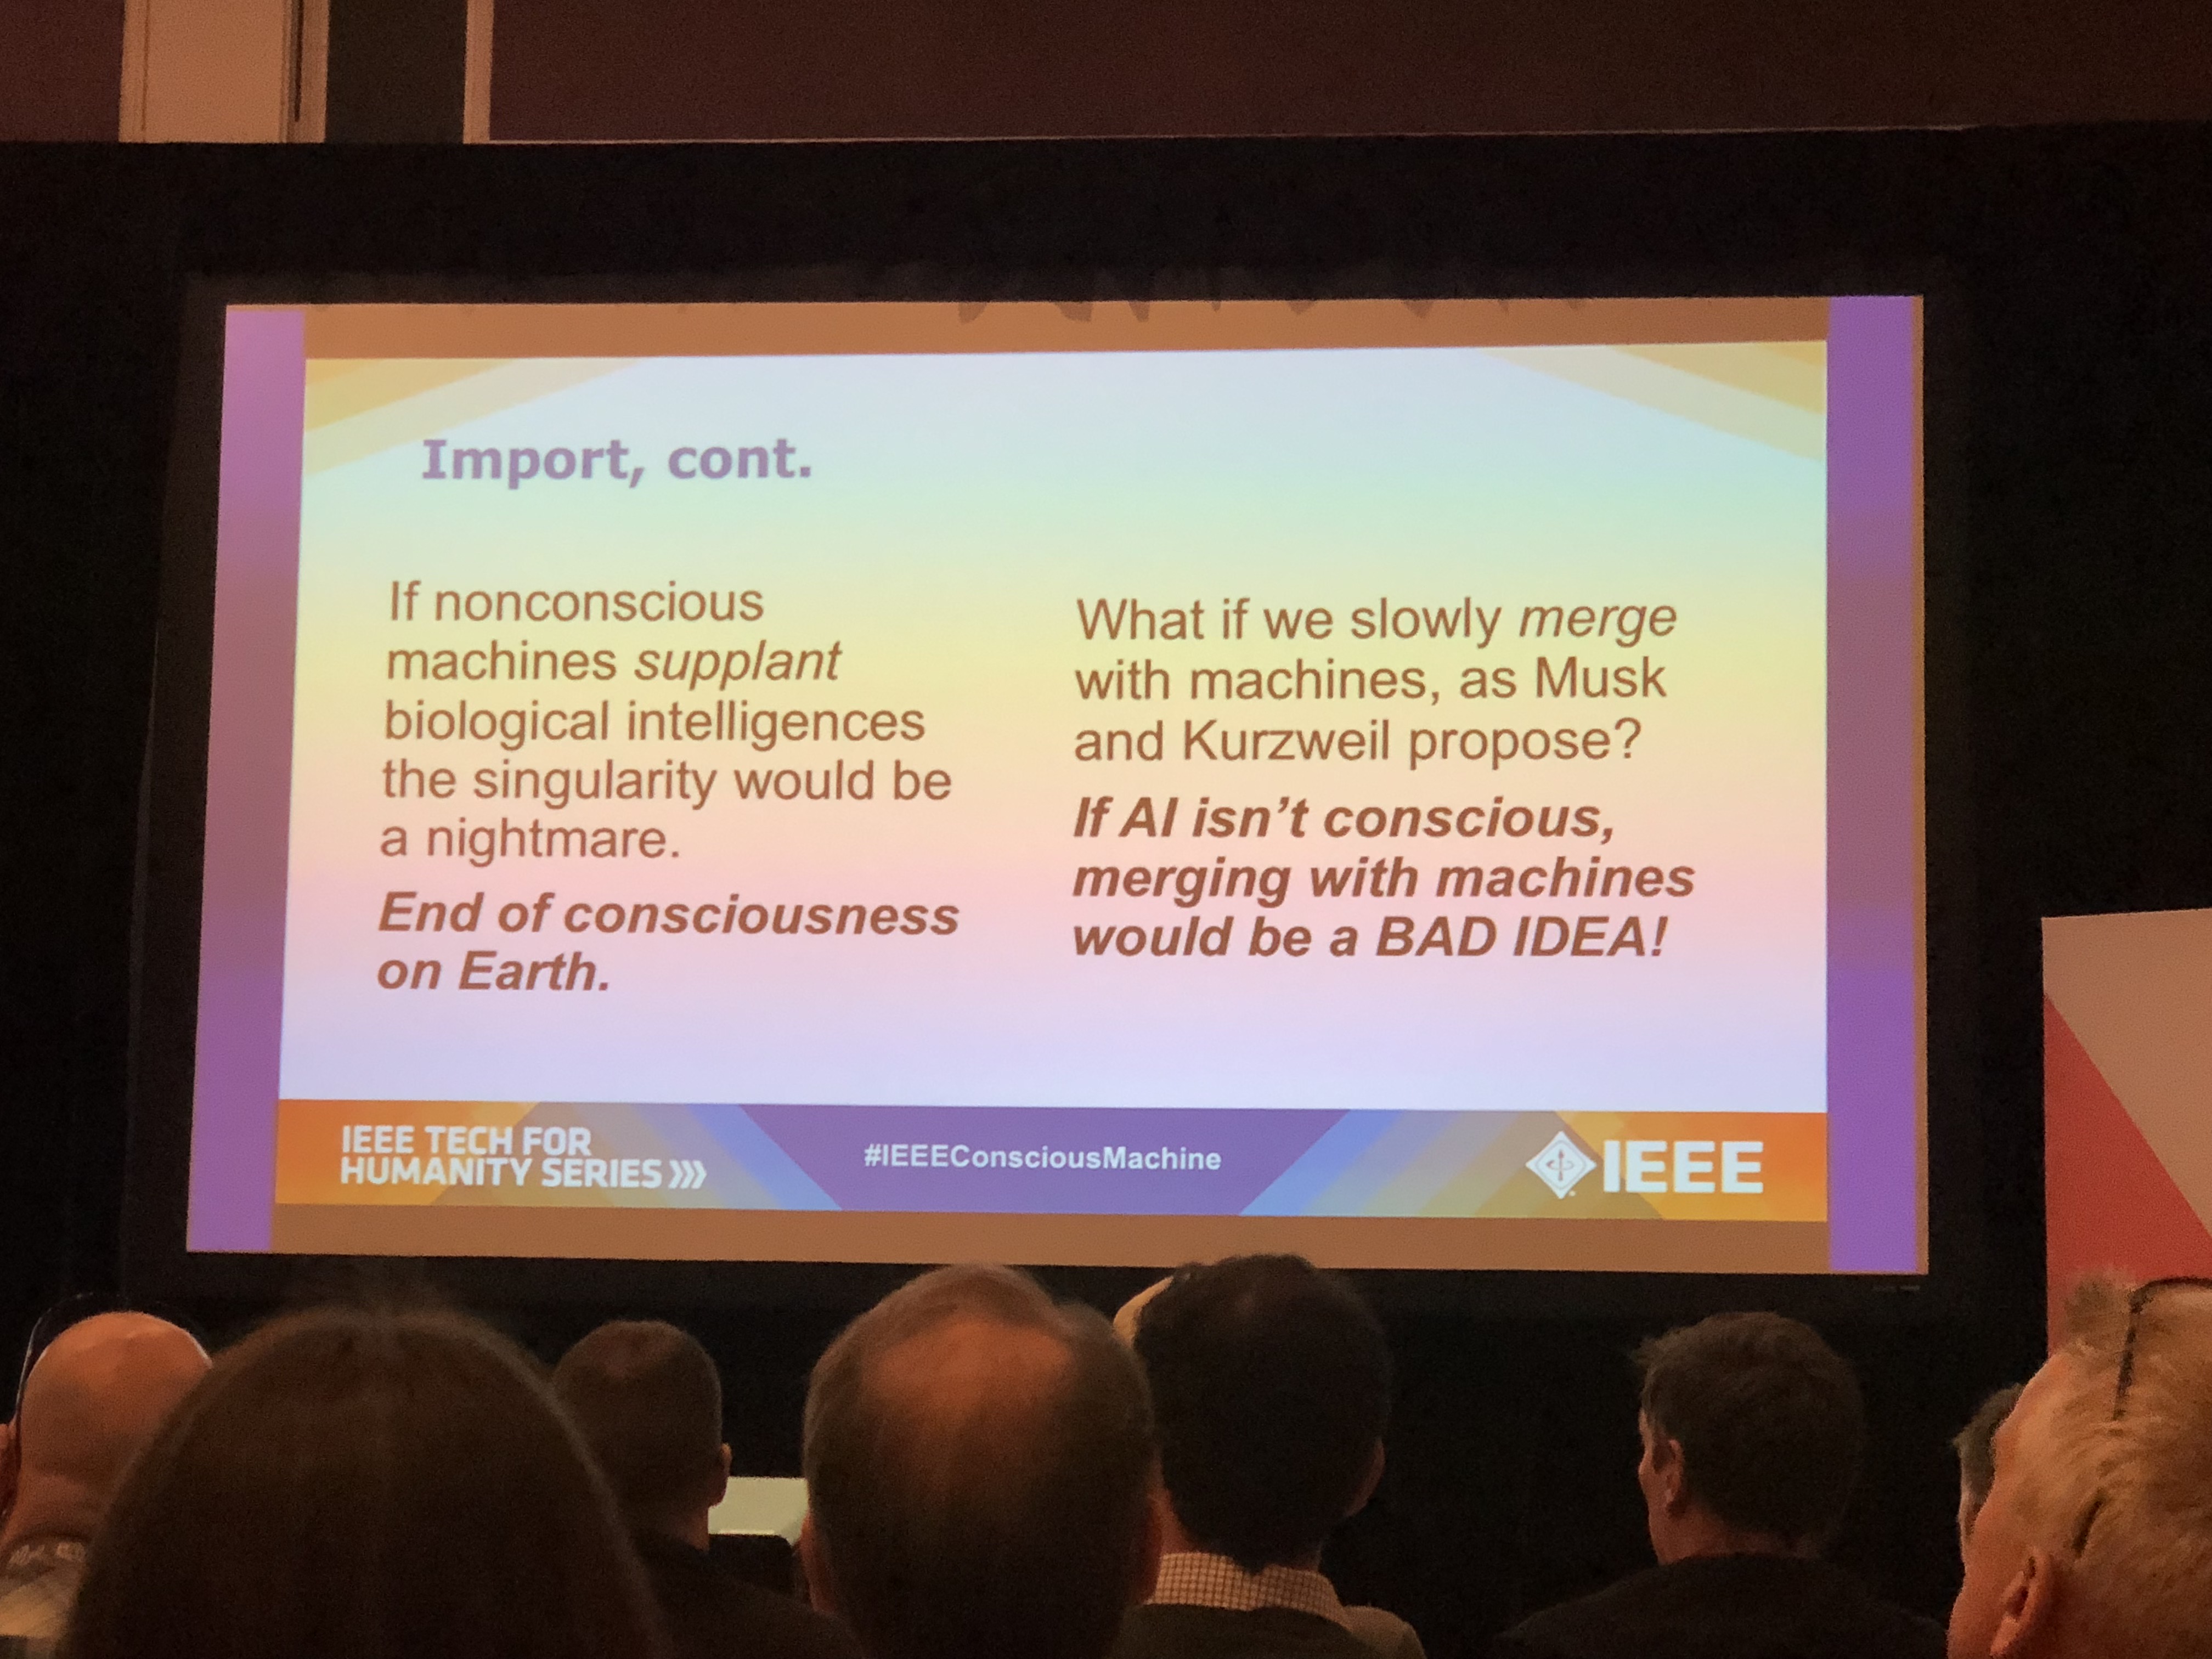 Import, cont.
If nonconscious
machines supplant
biological intelligences
the singularity would be
a nightmare.
End of consciousness
on Earth.
What if we slowly merge
with machines, as Musk
and Kurzweil propose?
If AI isn't conscious,
merging with machines
would be a BAD IDEA!
IEEE TECH FOR
HUMANITY SERIES >>>
#IEEEConsciousMachine
IEEE